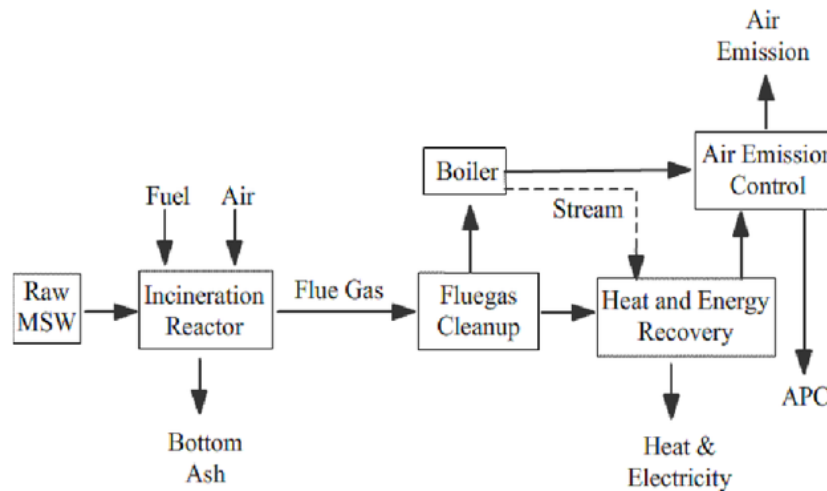 Air
Emission
Boiler
Air Emission
Control
Fuel
Air
Stream
Raw
MSW
Incineration
Reactor
Flue Gas
Fluegas
Cleanup
Heat and Energy
Recovery
Bottom
Ash
Heat &
Electricity
APC